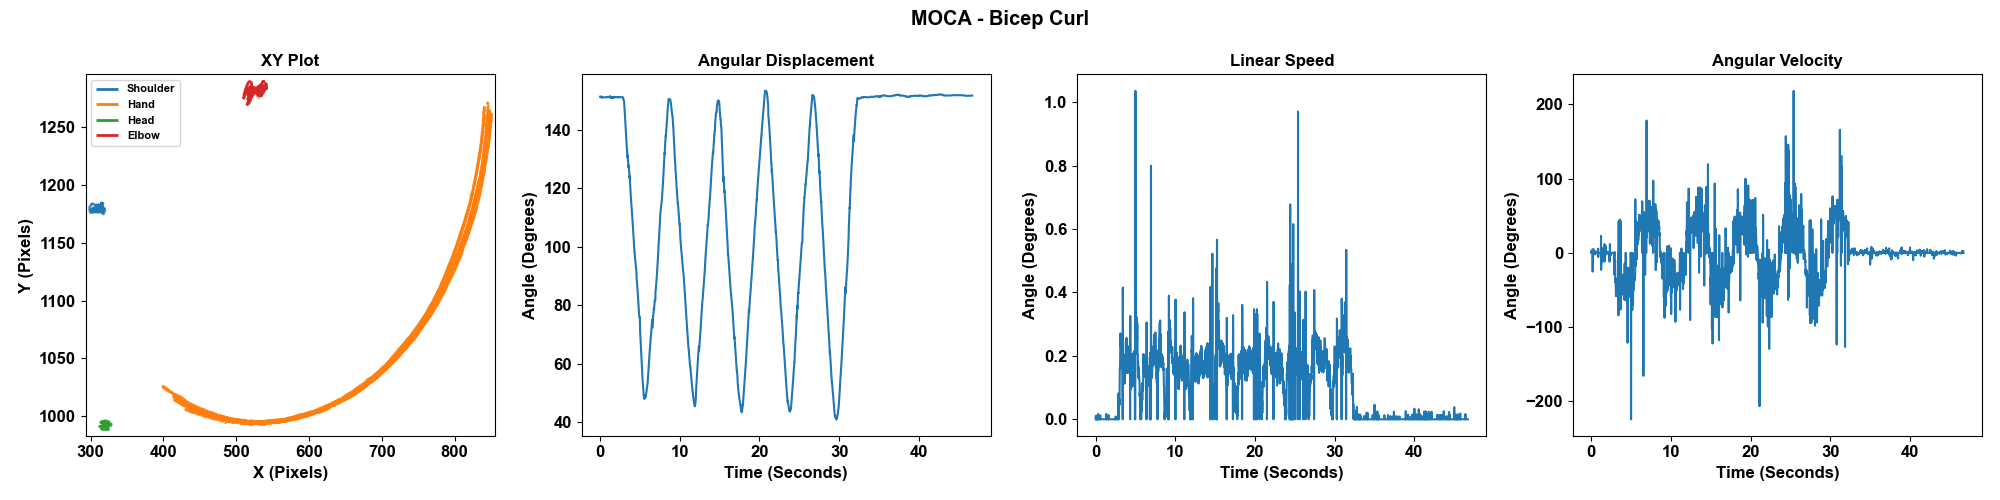 MOCA - Bicep Curl
XY Plot
Shoulder
Hand
Head
Elbow
Y (Pixels)
1250
1200
1150
1100
1050
1000
300 400 500 600 700 800
X (Pixels)
Angular Displacement
Angle (Degrees)
140
120
100
80
60
40
0 10 20 30 40
Time (Seconds)
Linear Speed
Angle (Degrees)
1.0
0.8
0.6
0.4
0.2
0.0
0 10 20 30 40
Time (Seconds)
Angular Velocity
Angle (Degrees)
200
100
0
−100
−200
0 10 20 30 40
Time (Seconds)